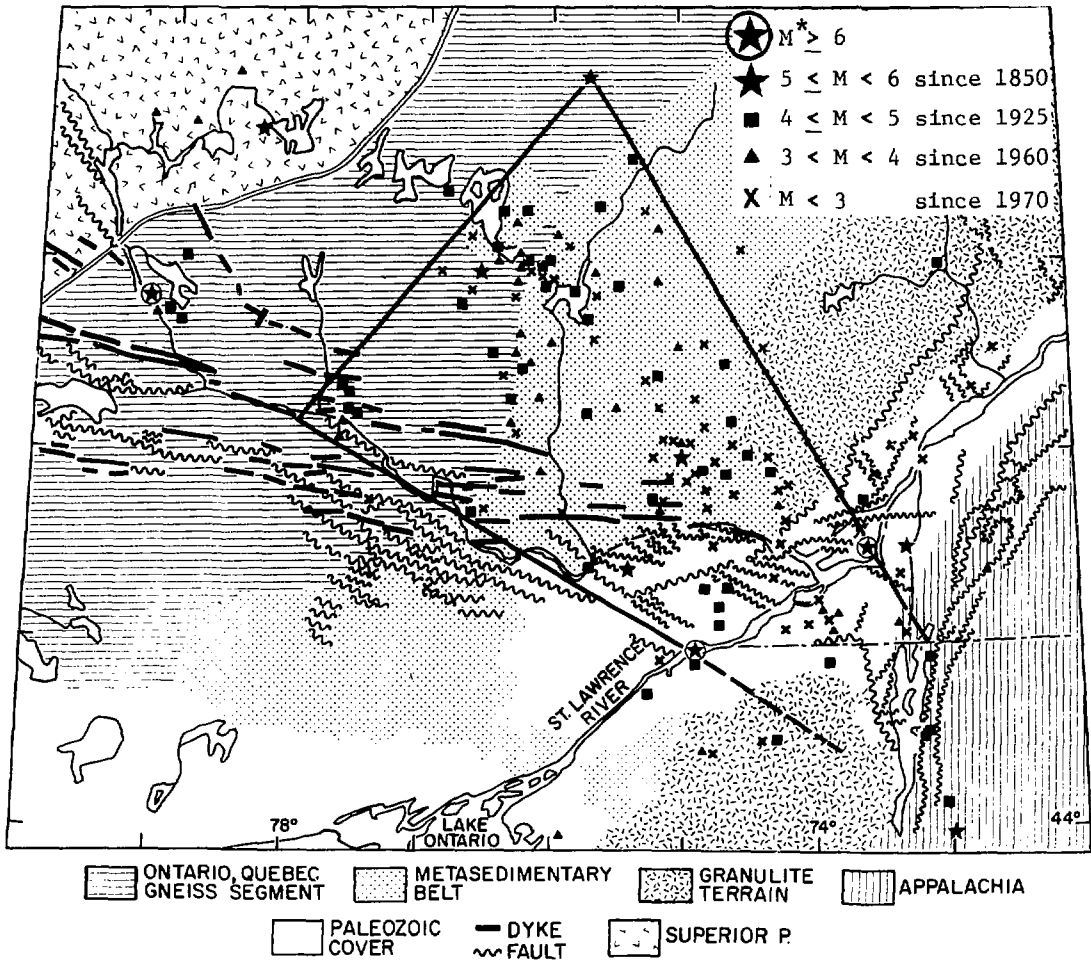 M* ≥ 6
5 ≤ M < 6 since 1850
4 ≤ M < 5 since 1925
3 < M < 4 since 1960
M < 3 since 1970
ST. LAWRENCE
RIVER
78°
LAKE
ONTARIO
74°
44°
ONTARIO, QUEBEC
GNEISS SEGMENT
METASEDIMENTARY
BELT
GRANULITE
TERRAIN
APPALACHIA
PALEOZOIC
COVER
DYKE
FAULT
SUPERIOR P.